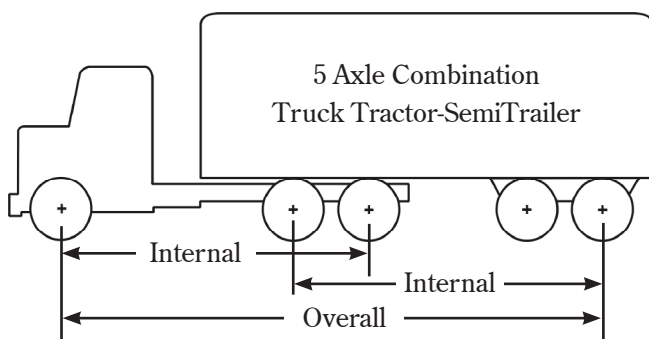 5 Axle Combination
Truck Tractor-SemiTrailer
Internal
Internal
Overall